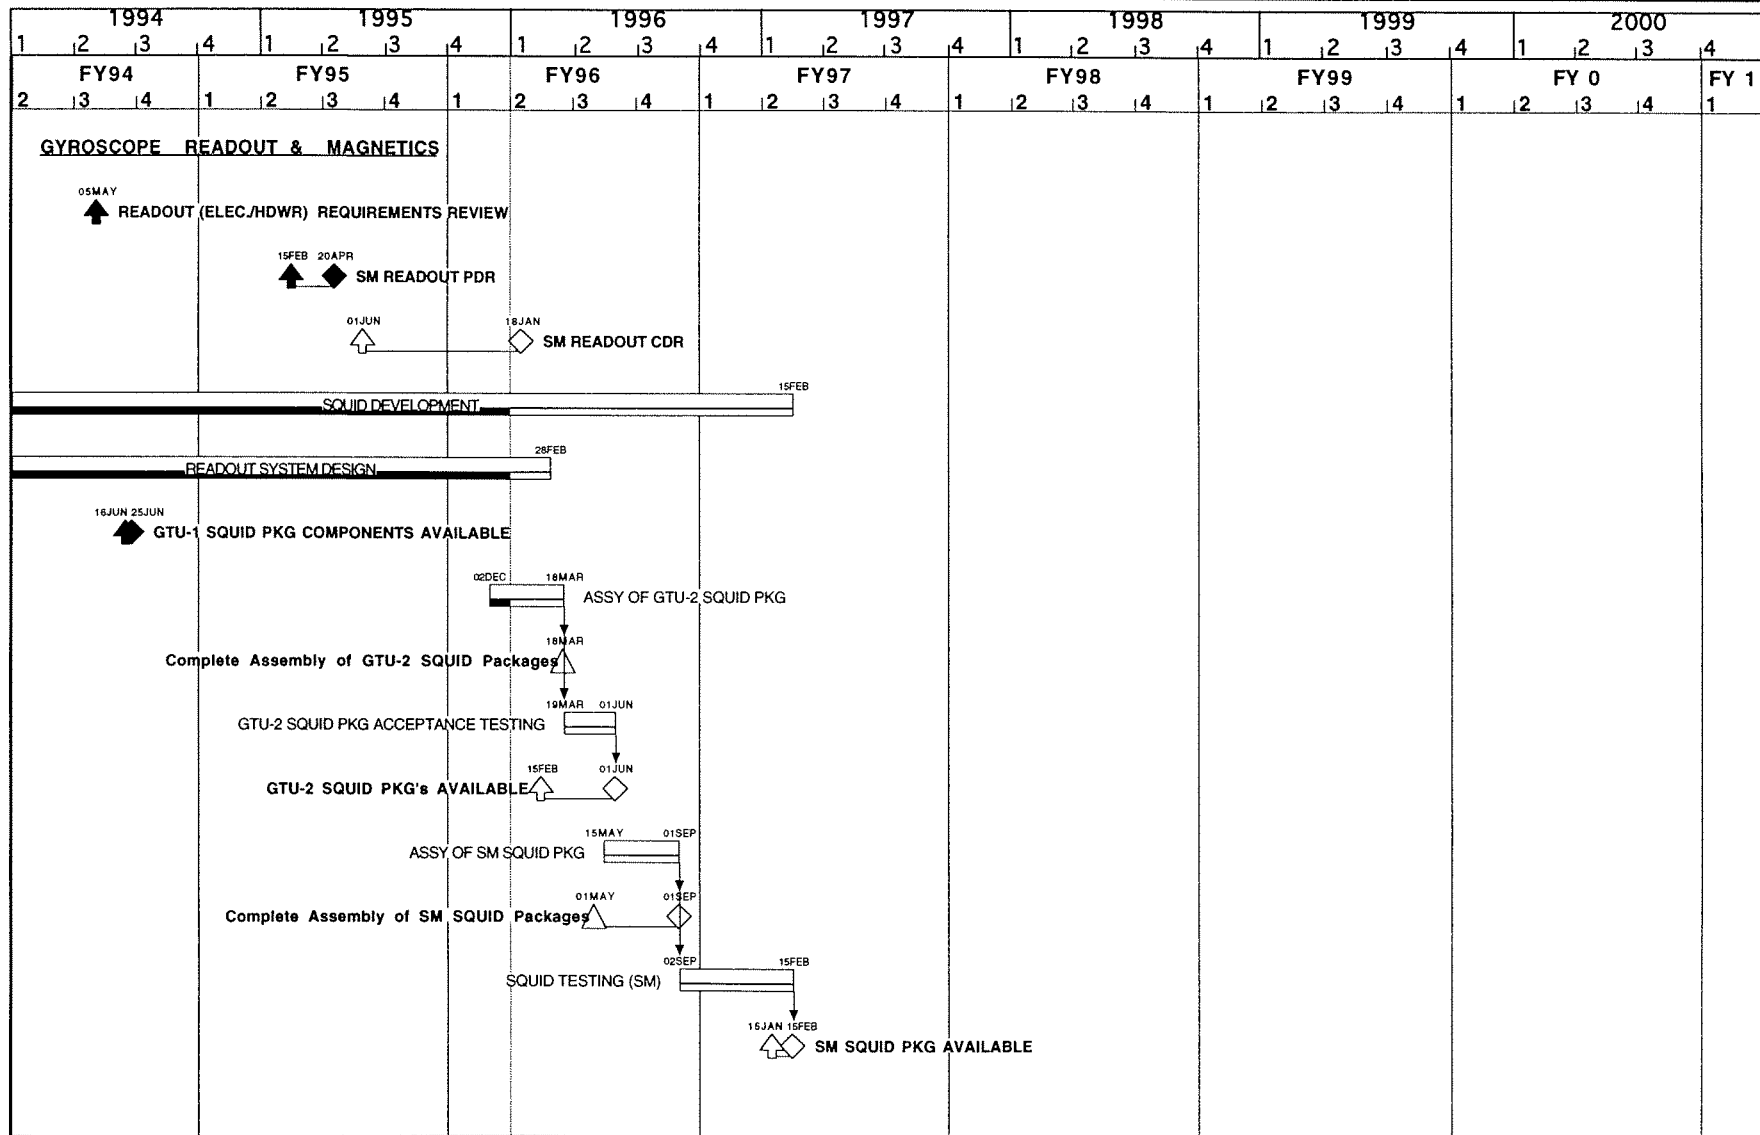 1994 1995 1996 1997 1998 1999 2000
1 2 3 4 1 2 3 4 1 2 3 4 1 2 3 4 1 2 3 4 1 2 3 4 1 2 3 4
FY94 FY95 FY96 FY97 FY98 FY99 FY 0 FY 1
2 3 4 1 2 3 4 1 2 3 4 1 2 3 4 1 2 3 4 1 2 3 4 1 2 3 4 1
GYROSCOPE READOUT & MAGNETICS
05MAY
READOUT (ELEC./HDWR) REQUIREMENTS REVIEW
15FEB 20APR
SM READOUT PDR
01JUN 18JAN
SM READOUT CDR
15FEB
SQUID DEVELOPMENT
28FEB
READOUT SYSTEM DESIGN
16JUN 25JUN
GTU-1 SQUID PKG COMPONENTS AVAILABLE
02DEC 18MAR
ASSY OF GTU-2 SQUID PKG
18MAR
Complete Assembly of GTU-2 SQUID Packages
19MAR 01JUN
GTU-2 SQUID PKG ACCEPTANCE TESTING
15FEB 01JUN
GTU-2 SQUID PKG's AVAILABLE
15MAY 01SEP
ASSY OF SM SQUID PKG
01MAY 01SEP
Complete Assembly of SM SQUID Packages
02SEP 15FEB
SQUID TESTING (SM)
15FEB
SM SQUID PKG AVAILABLE